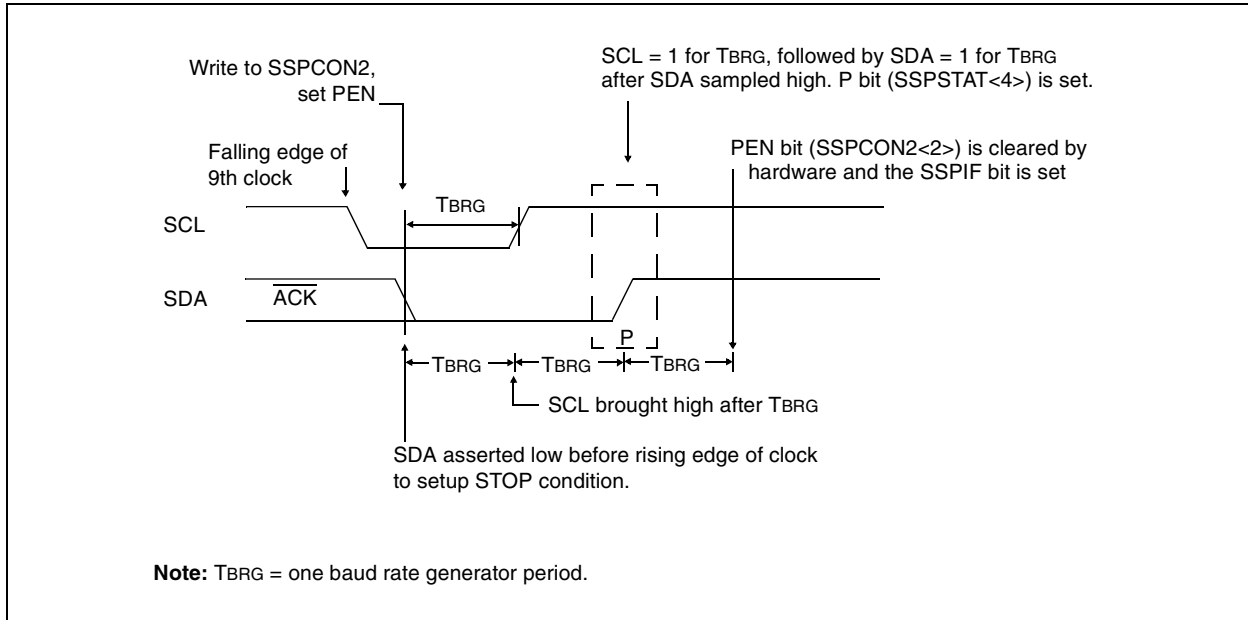 SCL = 1 for TBRG, followed by SDA = 1 for TBRG
after SDA sampled high. P bit (SSPSTAT<4>) is set.
Write to SSPCON2,
set PEN
PEN bit (SSPCON2<2>) is cleared by
hardware and the SSPIF bit is set
Falling edge of
9th clock
TBRG
SCL
SDA
ACK
P
TBRG TBRG TBRG
SCL brought high after TBRG
SDA asserted low before rising edge of clock
to setup STOP condition.
Note: TBRG = one baud rate generator period.